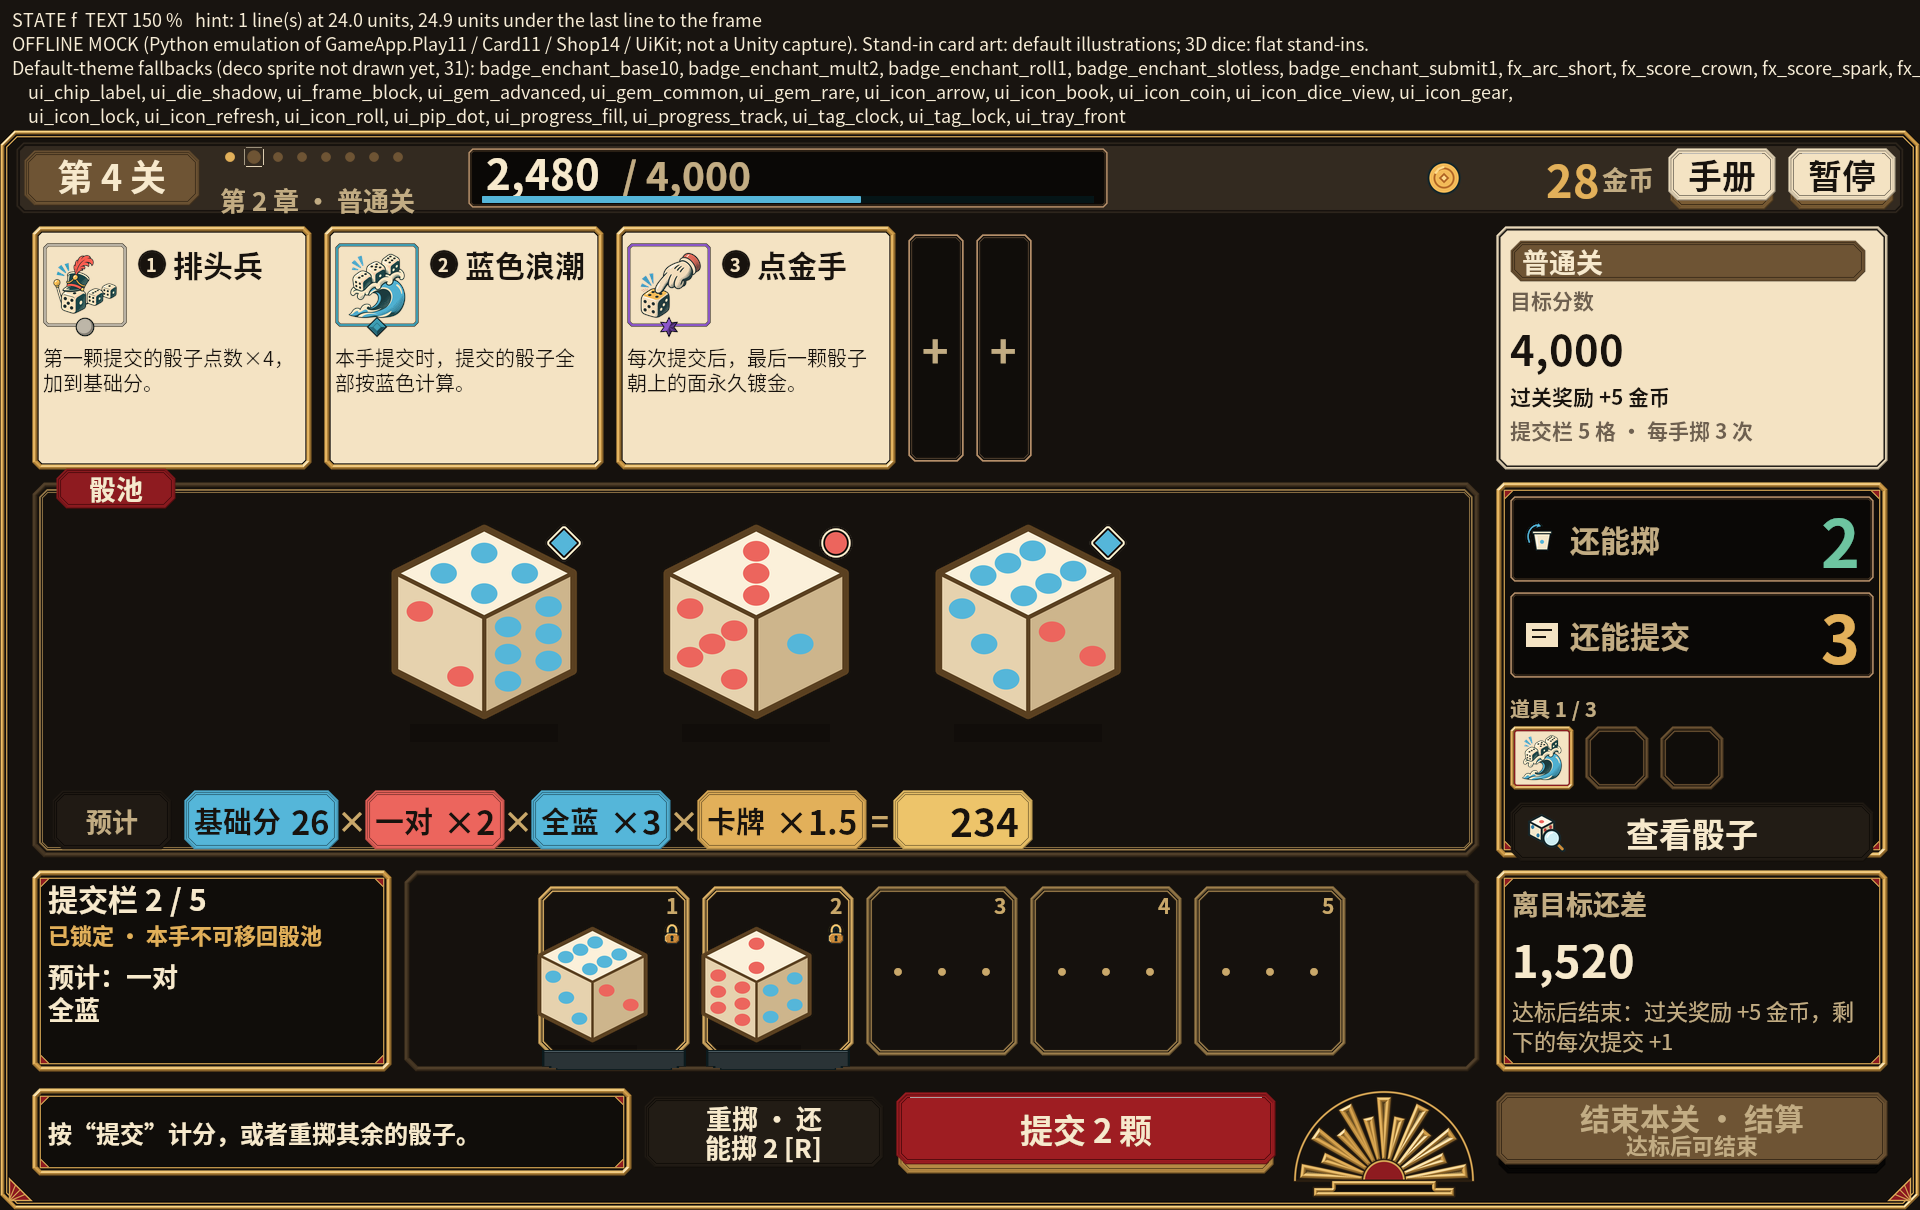 STATE f  TEXT 150 %   hint: 1 line(s) at 24.0 units, 24.9 units under the last line to the frame
OFFLINE MOCK (Python emulation of GameApp.Play11 / Card11 / Shop14 / UiKit; not a Unity capture). Stand-in card art: default illustrations; 3D dice: flat stand-ins.
Default-theme fallbacks (deco sprite not drawn yet, 31): badge_enchant_base10, badge_enchant_mult2, badge_enchant_roll1, badge_enchant_slotless, badge_enchant_submit1, fx_arc_short, fx_score_crown, fx_score_spark, fx_
ui_chip_label, ui_die_shadow, ui_frame_block, ui_gem_advanced, ui_gem_common, ui_gem_rare, ui_icon_arrow, ui_icon_book, ui_icon_coin, ui_icon_dice_view, ui_icon_gear,
ui_icon_lock, ui_icon_refresh, ui_icon_roll, ui_pip_dot, ui_progress_fill, ui_progress_track, ui_tag_clock, ui_tag_lock, ui_tray_front
第 4 关
第 2 章 · 普通关
2,480 / 4,000
28金币
手册
暂停
1 排头兵
第一颗提交的骰子点数×4，
加到基础分。
2 蓝色浪潮
本手提交时，提交的骰子全
部按蓝色计算。
3 点金手
每次提交后，最后一颗骰子
朝上的面永久镀金。
+ +
普通关
目标分数
4,000
过关奖励 +5 金币
提交栏 5 格 · 每手掷 3 次
骰池
还能掷 2
还能提交 3
道具 1 / 3
查看骰子
预计 基础分 26 × 一对 ×2 × 全蓝 ×3 × 卡牌 ×1.5 = 234
提交栏 2 / 5
已锁定 · 本手不可移回骰池
预计：一对
全蓝
1 2 3 4 5
离目标还差
1,520
达标后结束：过关奖励 +5 金币，剩
下的每次提交 +1
按“提交”计分，或者重掷其余的骰子。
重掷 · 还
能掷 2 [R]
提交 2 颗
结束本关 · 结算
达标后可结束